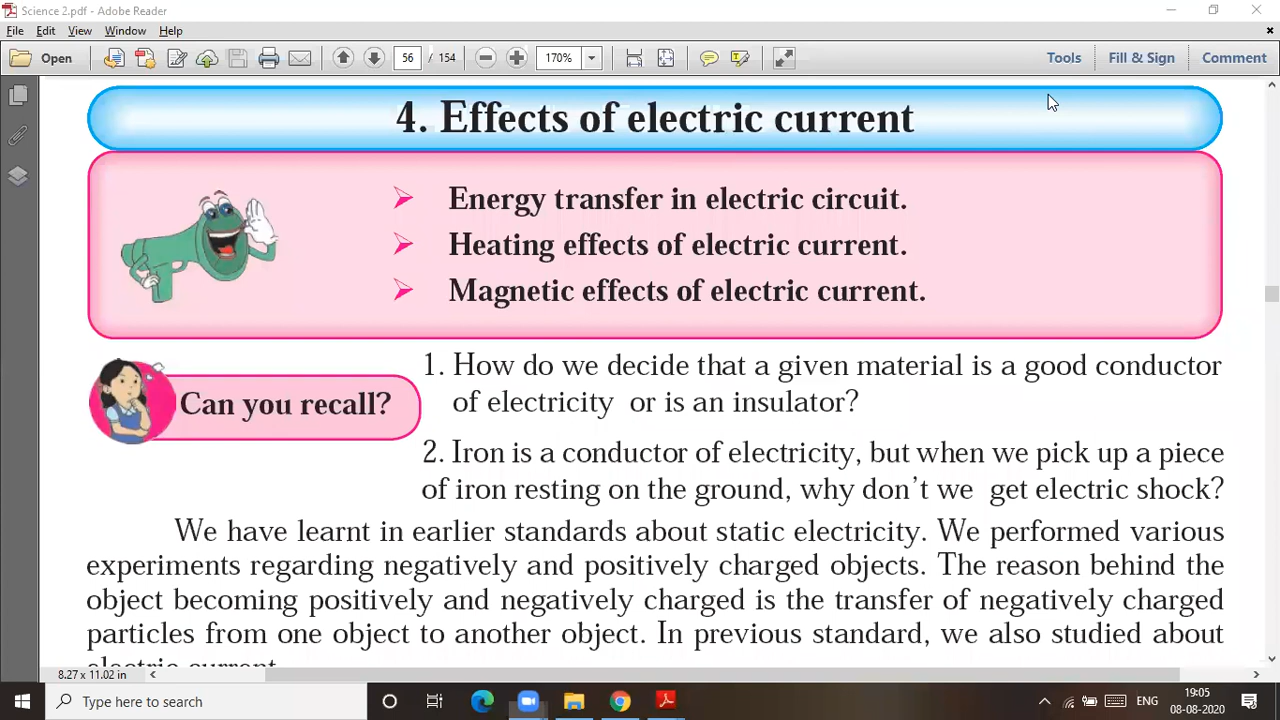 Science 2.pdf - Adobe Reader
File Edit View Window Help
Open 56 / 154 170% Tools Fill & Sign Comment
4. Effects of electric current
Energy transfer in electric circuit.
Heating effects of electric current.
Magnetic effects of electric current.
Can you recall?
1. How do we decide that a given material is a good conductor
of electricity or is an insulator?
2. Iron is a conductor of electricity, but when we pick up a piece
of iron resting on the ground, why don't we get electric shock?
We have learnt in earlier standards about static electricity. We performed various
experiments regarding negatively and positively charged objects. The reason behind the
object becoming positively and negatively charged is the transfer of negatively charged
particles from one object to another object. In previous standard, we also studied about
electric current.
8.27 x 11.02 in
Type here to search
ENG
19:05
08-08-2020